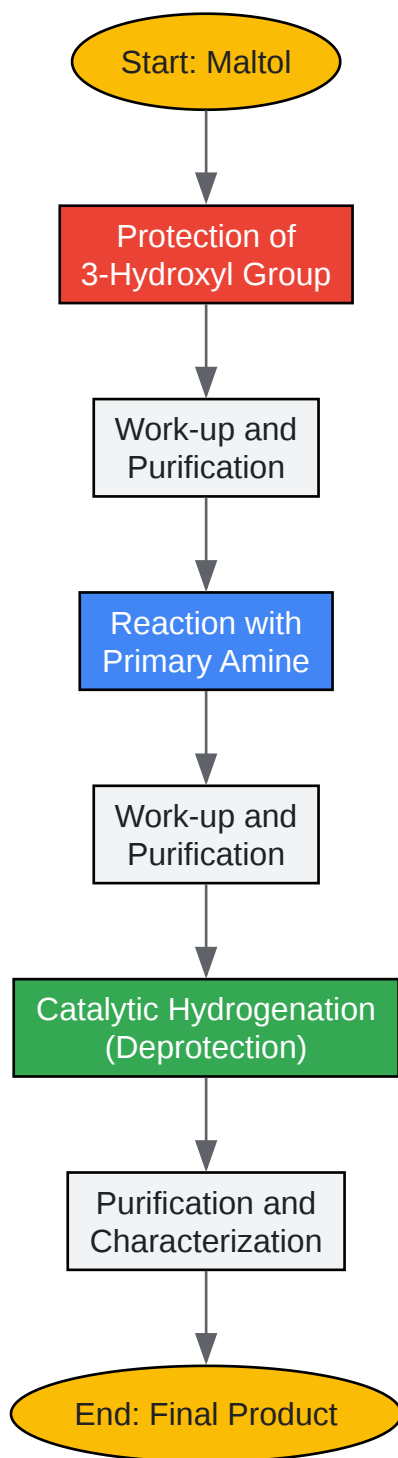 Start: Maltol
Protection of
3-Hydroxyl Group
Work-up and
Purification
Reaction with
Primary Amine
Work-up and
Purification
Catalytic Hydrogenation
(Deprotection)
Purification and
Characterization
End: Final Product